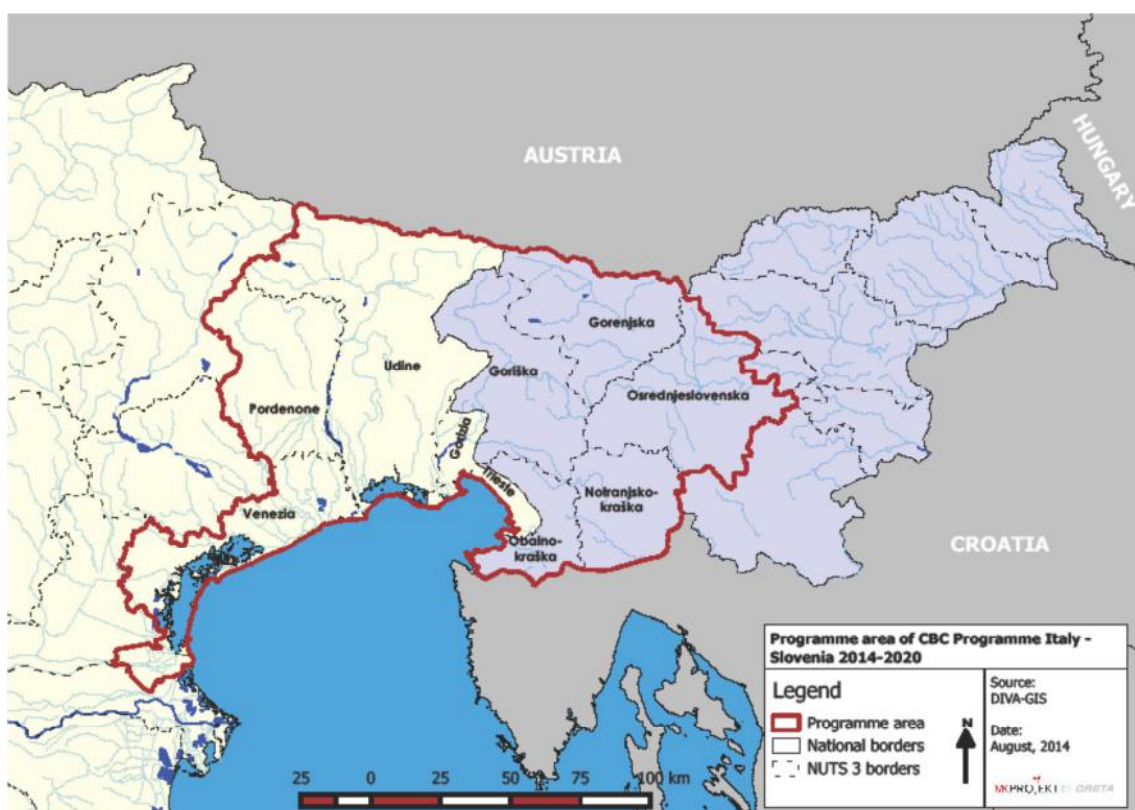 AUSTRIA
HUNGARY
Gorenjska
Udine
Goriška
Osrednjeslovenska
Pordenone
Gorizia
Trieste
Notranjsko-
kraška
Venezia
Obalno-
kraška
CROATIA
Programme area of CBC Programme Italy -
Slovenia 2014-2020
Legend
Programme area
National borders
NUTS 3 borders
Source:
DIVA-GIS
Date:
August, 2014
N
25 0 25 50 75 100 km